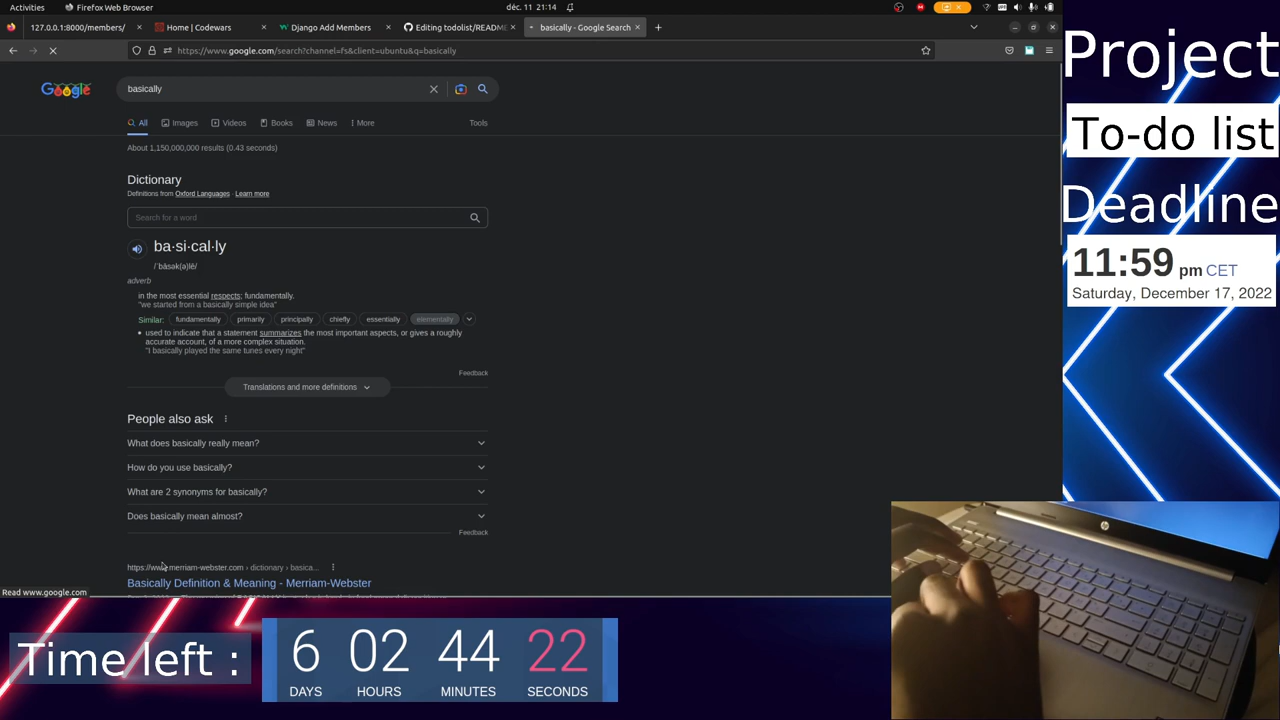 Activities
Firefox Web Browser
déc. 11 21:14
127.0.0.1:8000/members/
Home | Codewars
Django Add Members
Editing todolist/README
basically - Google Search
https://www.google.com/search?channel=fs&client=ubuntu&q=basically
Google
basically
All
Images
Videos
Books
News
More
Tools
About 1,150,000,000 results (0.43 seconds)
Dictionary
Definitions from Oxford Languages · Learn more
Search for a word
ba·si·cal·ly
/ˈbāsək(ə)lē/
adverb
in the most essential respects; fundamentally.
"we started from a basically simple idea"
Similar:
fundamentally
primarily
principally
chiefly
essentially
elementally
used to indicate that a statement summarizes the most important aspects, or gives a roughly
accurate account, of a more complex situation.
"I basically played the same tunes every night"
Feedback
Translations and more definitions
People also ask
What does basically really mean?
How do you use basically?
What are 2 synonyms for basically?
Does basically mean almost?
Feedback
https://www.merriam-webster.com › dictionary › basica...
Basically Definition & Meaning - Merriam-Webster
Read www.google.com
Project
To-do list
Deadline
11:59 pm CET
Saturday, December 17, 2022
Time left :
6 02 44 22
DAYS HOURS MINUTES SECONDS
hp